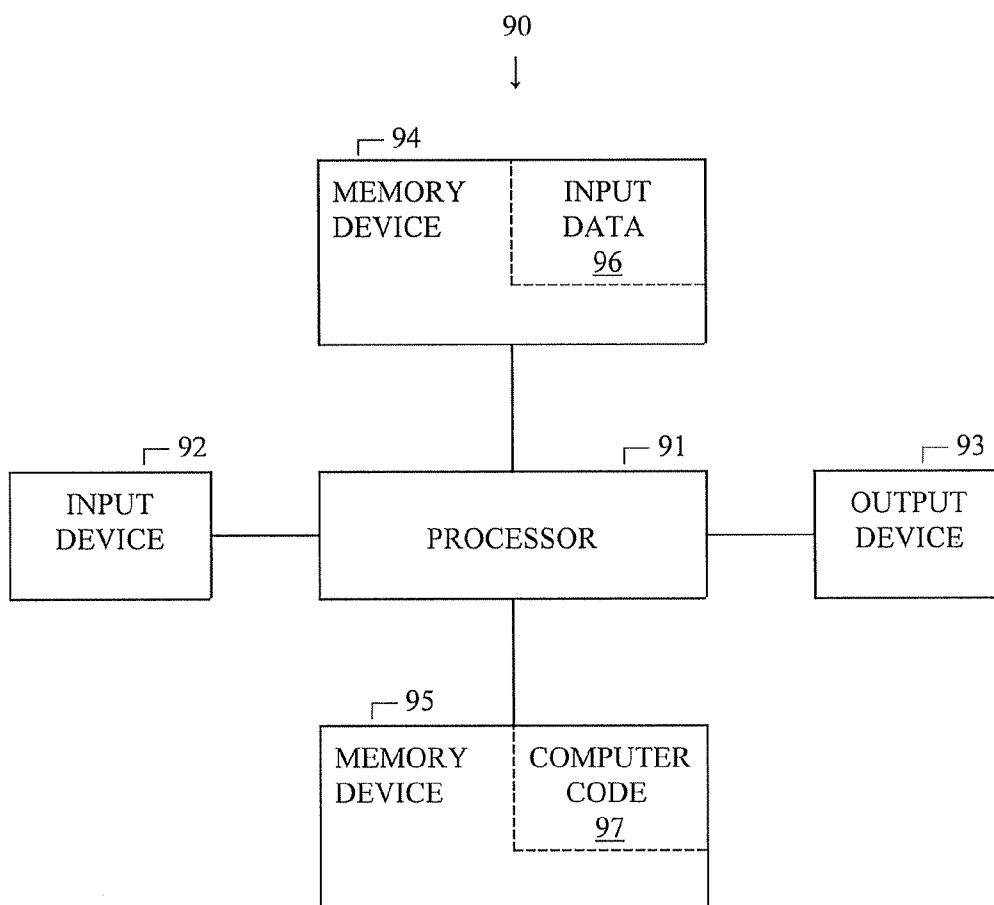 90
↓
94
MEMORY
DEVICE
INPUT
DATA
96
92
INPUT
DEVICE
91
PROCESSOR
93
OUTPUT
DEVICE
95
MEMORY
DEVICE
COMPUTER
CODE
97